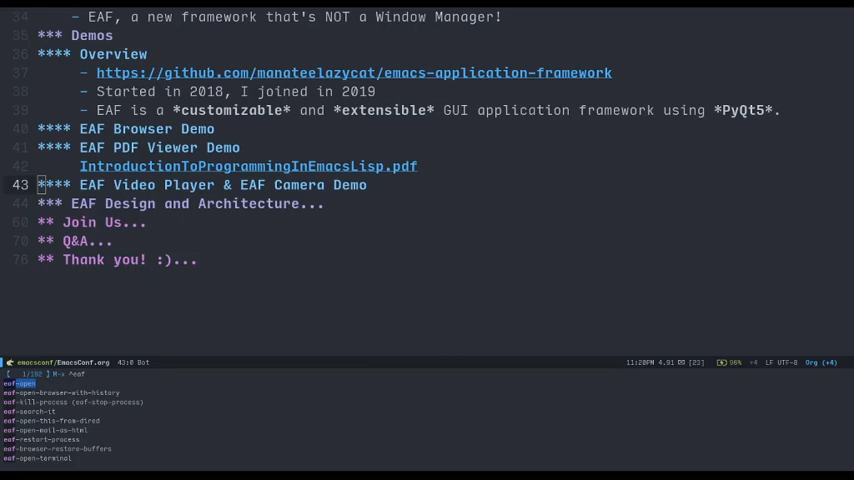 34 - EAF, a new framework that's NOT a Window Manager!
35 *** Demos
36 **** Overview
37 - https://github.com/manateelazycat/emacs-application-framework
38 - Started in 2018, I joined in 2019
39 - EAF is a *customizable* and *extensible* GUI application framework using *PyQt5*.
40 **** EAF Browser Demo
41 **** EAF PDF Viewer Demo
42 IntroductionToProgrammingInEmacsLisp.pdf
43 **** EAF Video Player & EAF Camera Demo
44 *** EAF Design and Architecture...
60 ** Join Us...
70 ** Q&A...
76 ** Thank you! :)...
emacsconf/EmacsConf.org 43:0 Bot 11:20PM 4.91 [23] 96% +4 LF UTF-8 Org (+4)
1/102 M-x ^eaf
eaf-open
eaf-open-browser-with-history
eaf-kill-process (eaf-stop-process)
eaf-search-it
eaf-open-this-from-dired
eaf-open-mail-as-html
eaf-restart-process
eaf-browser-restore-buffers
eaf-open-terminal